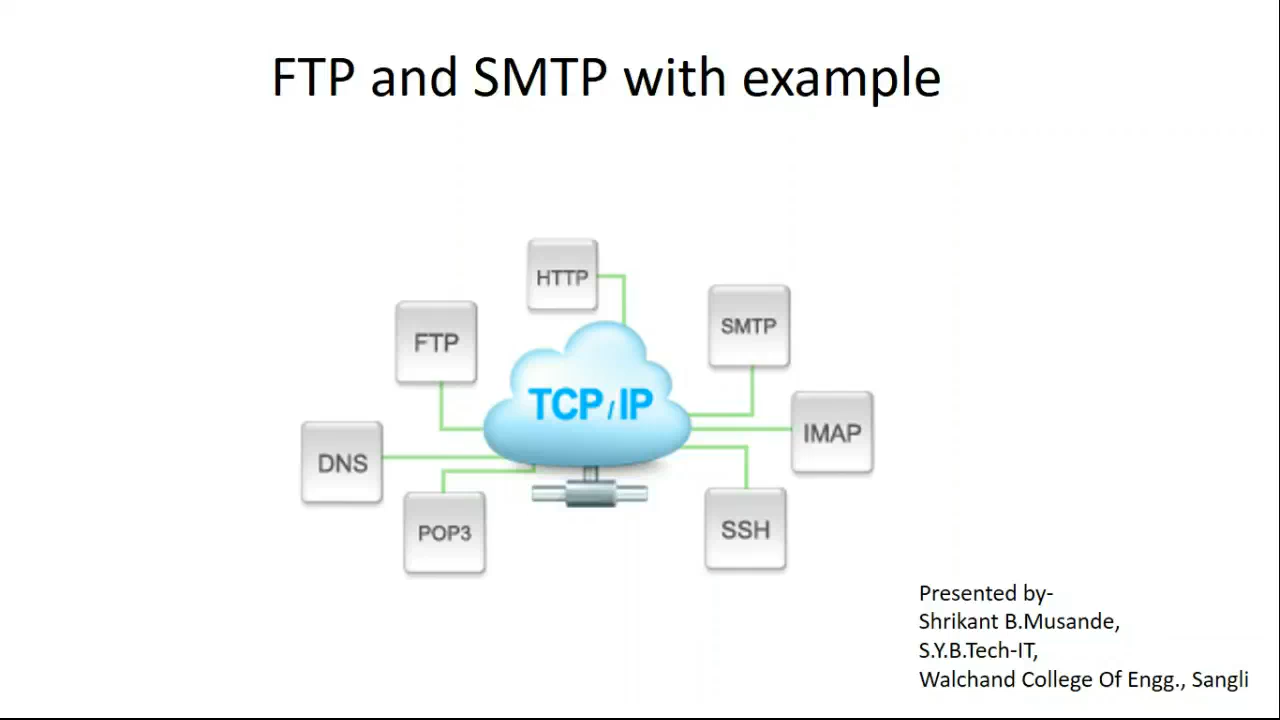 FTP and SMTP with example
HTTP
SMTP
FTP
TCP/IP
IMAP
DNS
POP3
SSH
Presented by-
Shrikant B.Musande,
S.Y.B.Tech-IT,
Walchand College Of Engg., Sangli